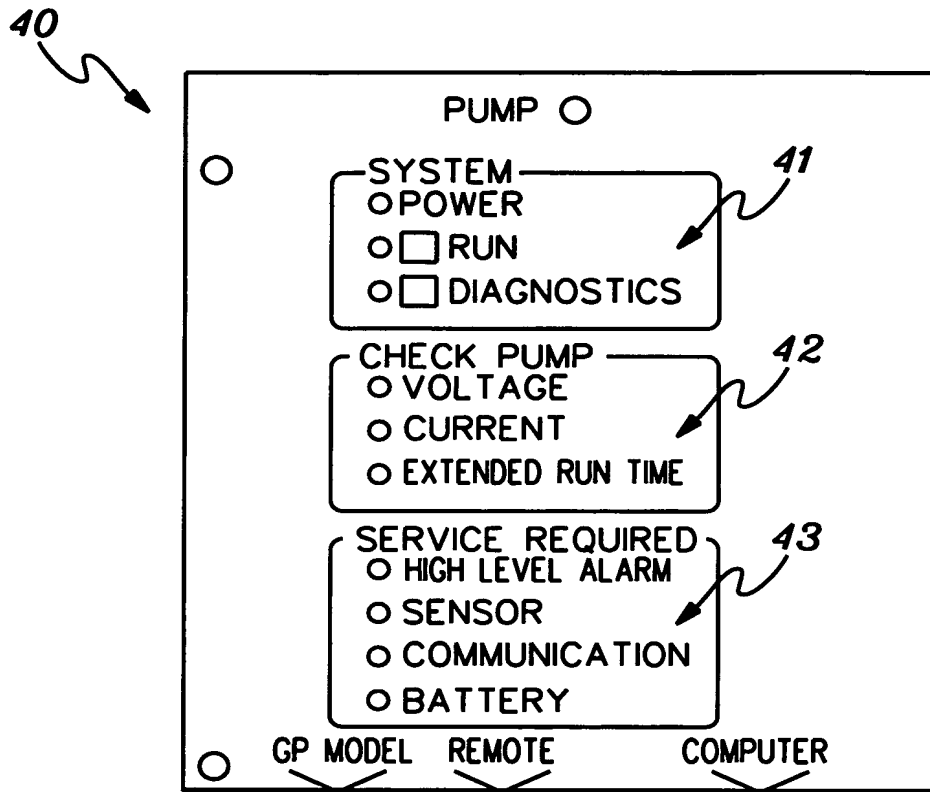 40
PUMP
SYSTEM
41
POWER
RUN
DIAGNOSTICS
CHECK PUMP
42
VOLTAGE
CURRENT
EXTENDED RUN TIME
SERVICE REQUIRED
43
HIGH LEVEL ALARM
SENSOR
COMMUNICATION
BATTERY
GP MODEL REMOTE COMPUTER